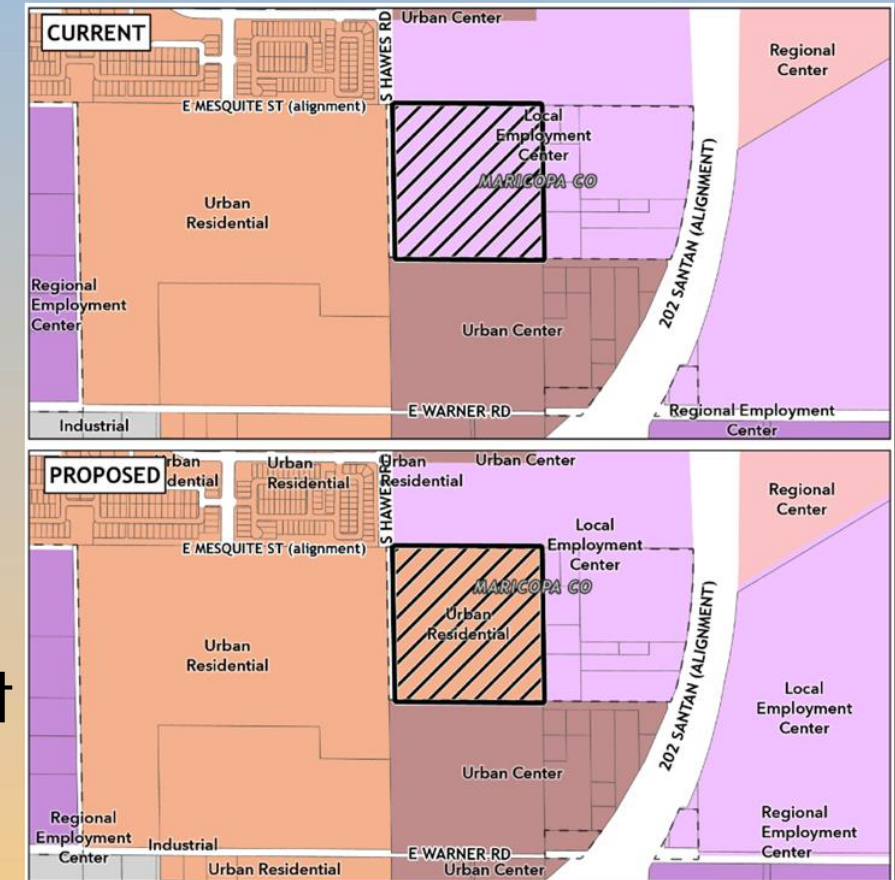 CURRENT
Urban Center
S HAWES RD
Regional
Center
E MESQUITE ST (alignment)
Local
Employment
Center
MARICOPA CO
Urban
Residential
202 SANTAN (ALIGNMENT)
Regional
Employment
Center
Urban Center
E WARNER RD
Regional Employment
Center
Industrial
PROPOSED
Urban
Residential
Urban
Residential
Urban Center
S HAWES RD
Regional
Center
E MESQUITE ST (alignment)
Local
Employment
Center
MARICOPA CO
Urban
Residential
Urban
Residential
202 SANTAN (ALIGNMENT)
Local
Employment
Center
Urban Center
Regional
Employment
Center
Regional
Employment
Center
Industrial
E WARNER RD
Urban Residential
Urban Center